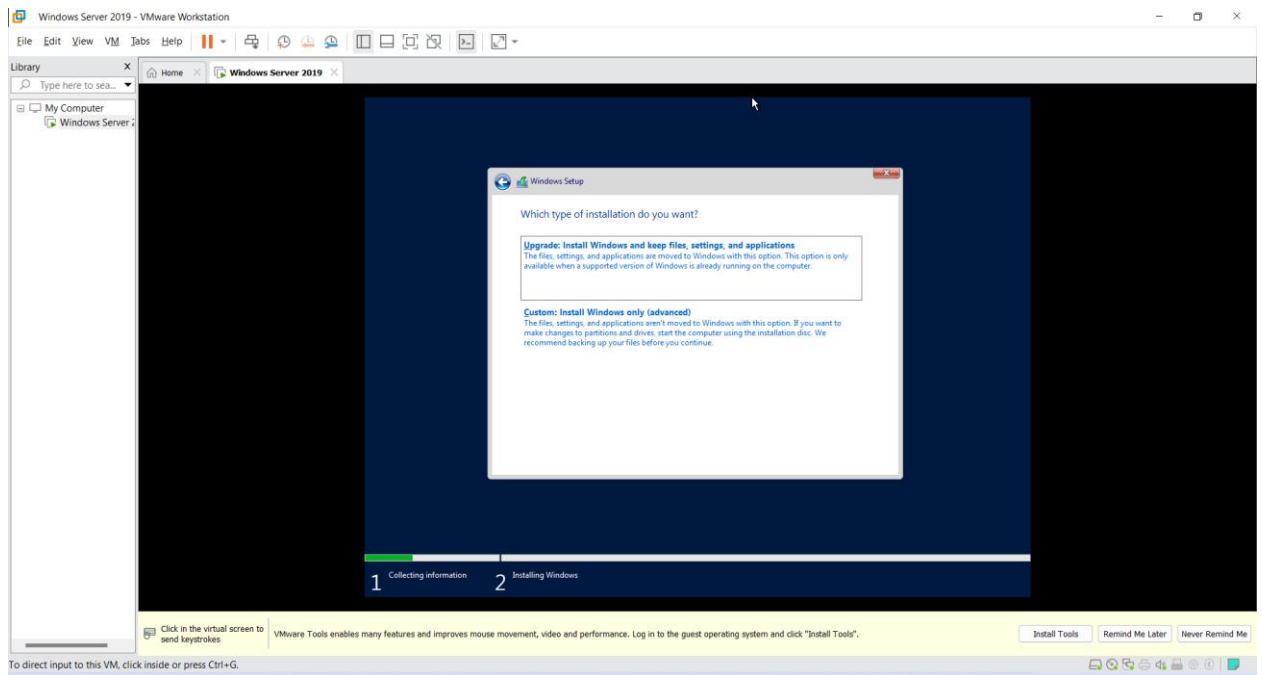 Windows Server 2019 - VMware Workstation
File Edit View VM Tabs Help
Library X
Home Windows Server 2019
Type here to sea...
My Computer
Windows Server 2
Windows Setup
Which type of installation do you want?
Upgrade: Install Windows and keep files, settings, and applications
The files, settings, and applications are moved to Windows with this option. This option is only
available when a supported version of Windows is already running on the computer.
Custom: Install Windows only (advanced)
The files, settings, and applications aren't moved to Windows with this option. If you want to
make changes to partitions and drives, start the computer using the installation disc. We
recommend backing up your files before you continue.
1 Collecting information 2 Installing Windows
Click in the virtual screen to
send keystrokes
VMware Tools enables many features and improves mouse movement, video and performance. Log in to the guest operating system and click "Install Tools".
Install Tools Remind Me Later Never Remind Me
To direct input to this VM, click inside or press Ctrl+G.